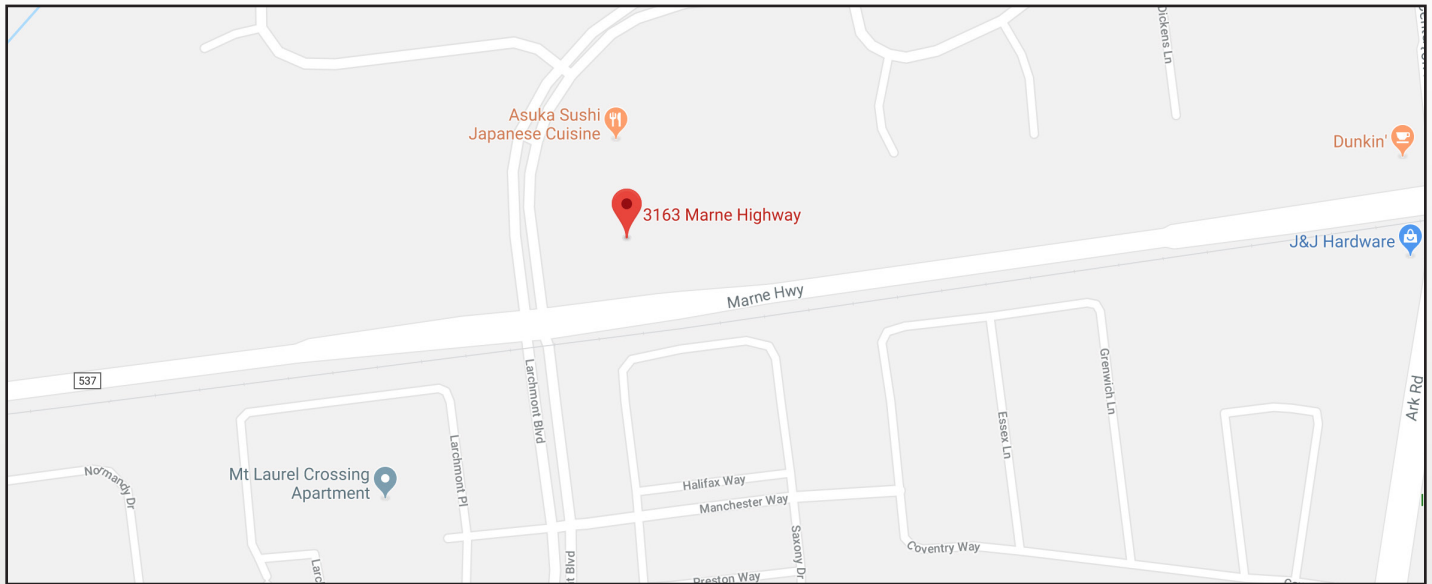 Dickens Ln
Asuka Sushi
Japanese Cuisine
Dunkin'
3163 Marne Highway
J&J Hardware
Marne Hwy
537
Larchmont Blvd
Grenwich Ln
Ark Rd
Essex Ln
Larchmont Pl
Normandy Dr
Mt Laurel Crossing
Apartment
Halifax Way
Manchester Way
Saxony Dr
Coventry Way
Blvd
Larc
Preston Way